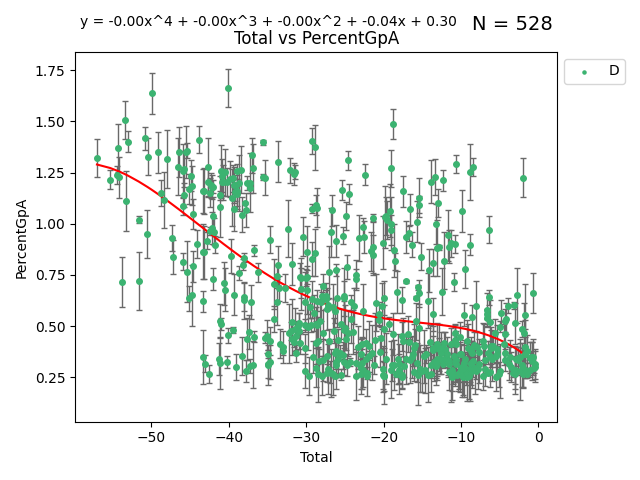 y = -0.00x^4 + -0.00x^3 + -0.00x^2 + -0.04x + 0.30
N = 528
Total vs PercentGpA
D
PercentGpA
1.75
1.50
1.25
1.00
0.75
0.50
0.25
−50
−40
−30
−20
−10
0
Total